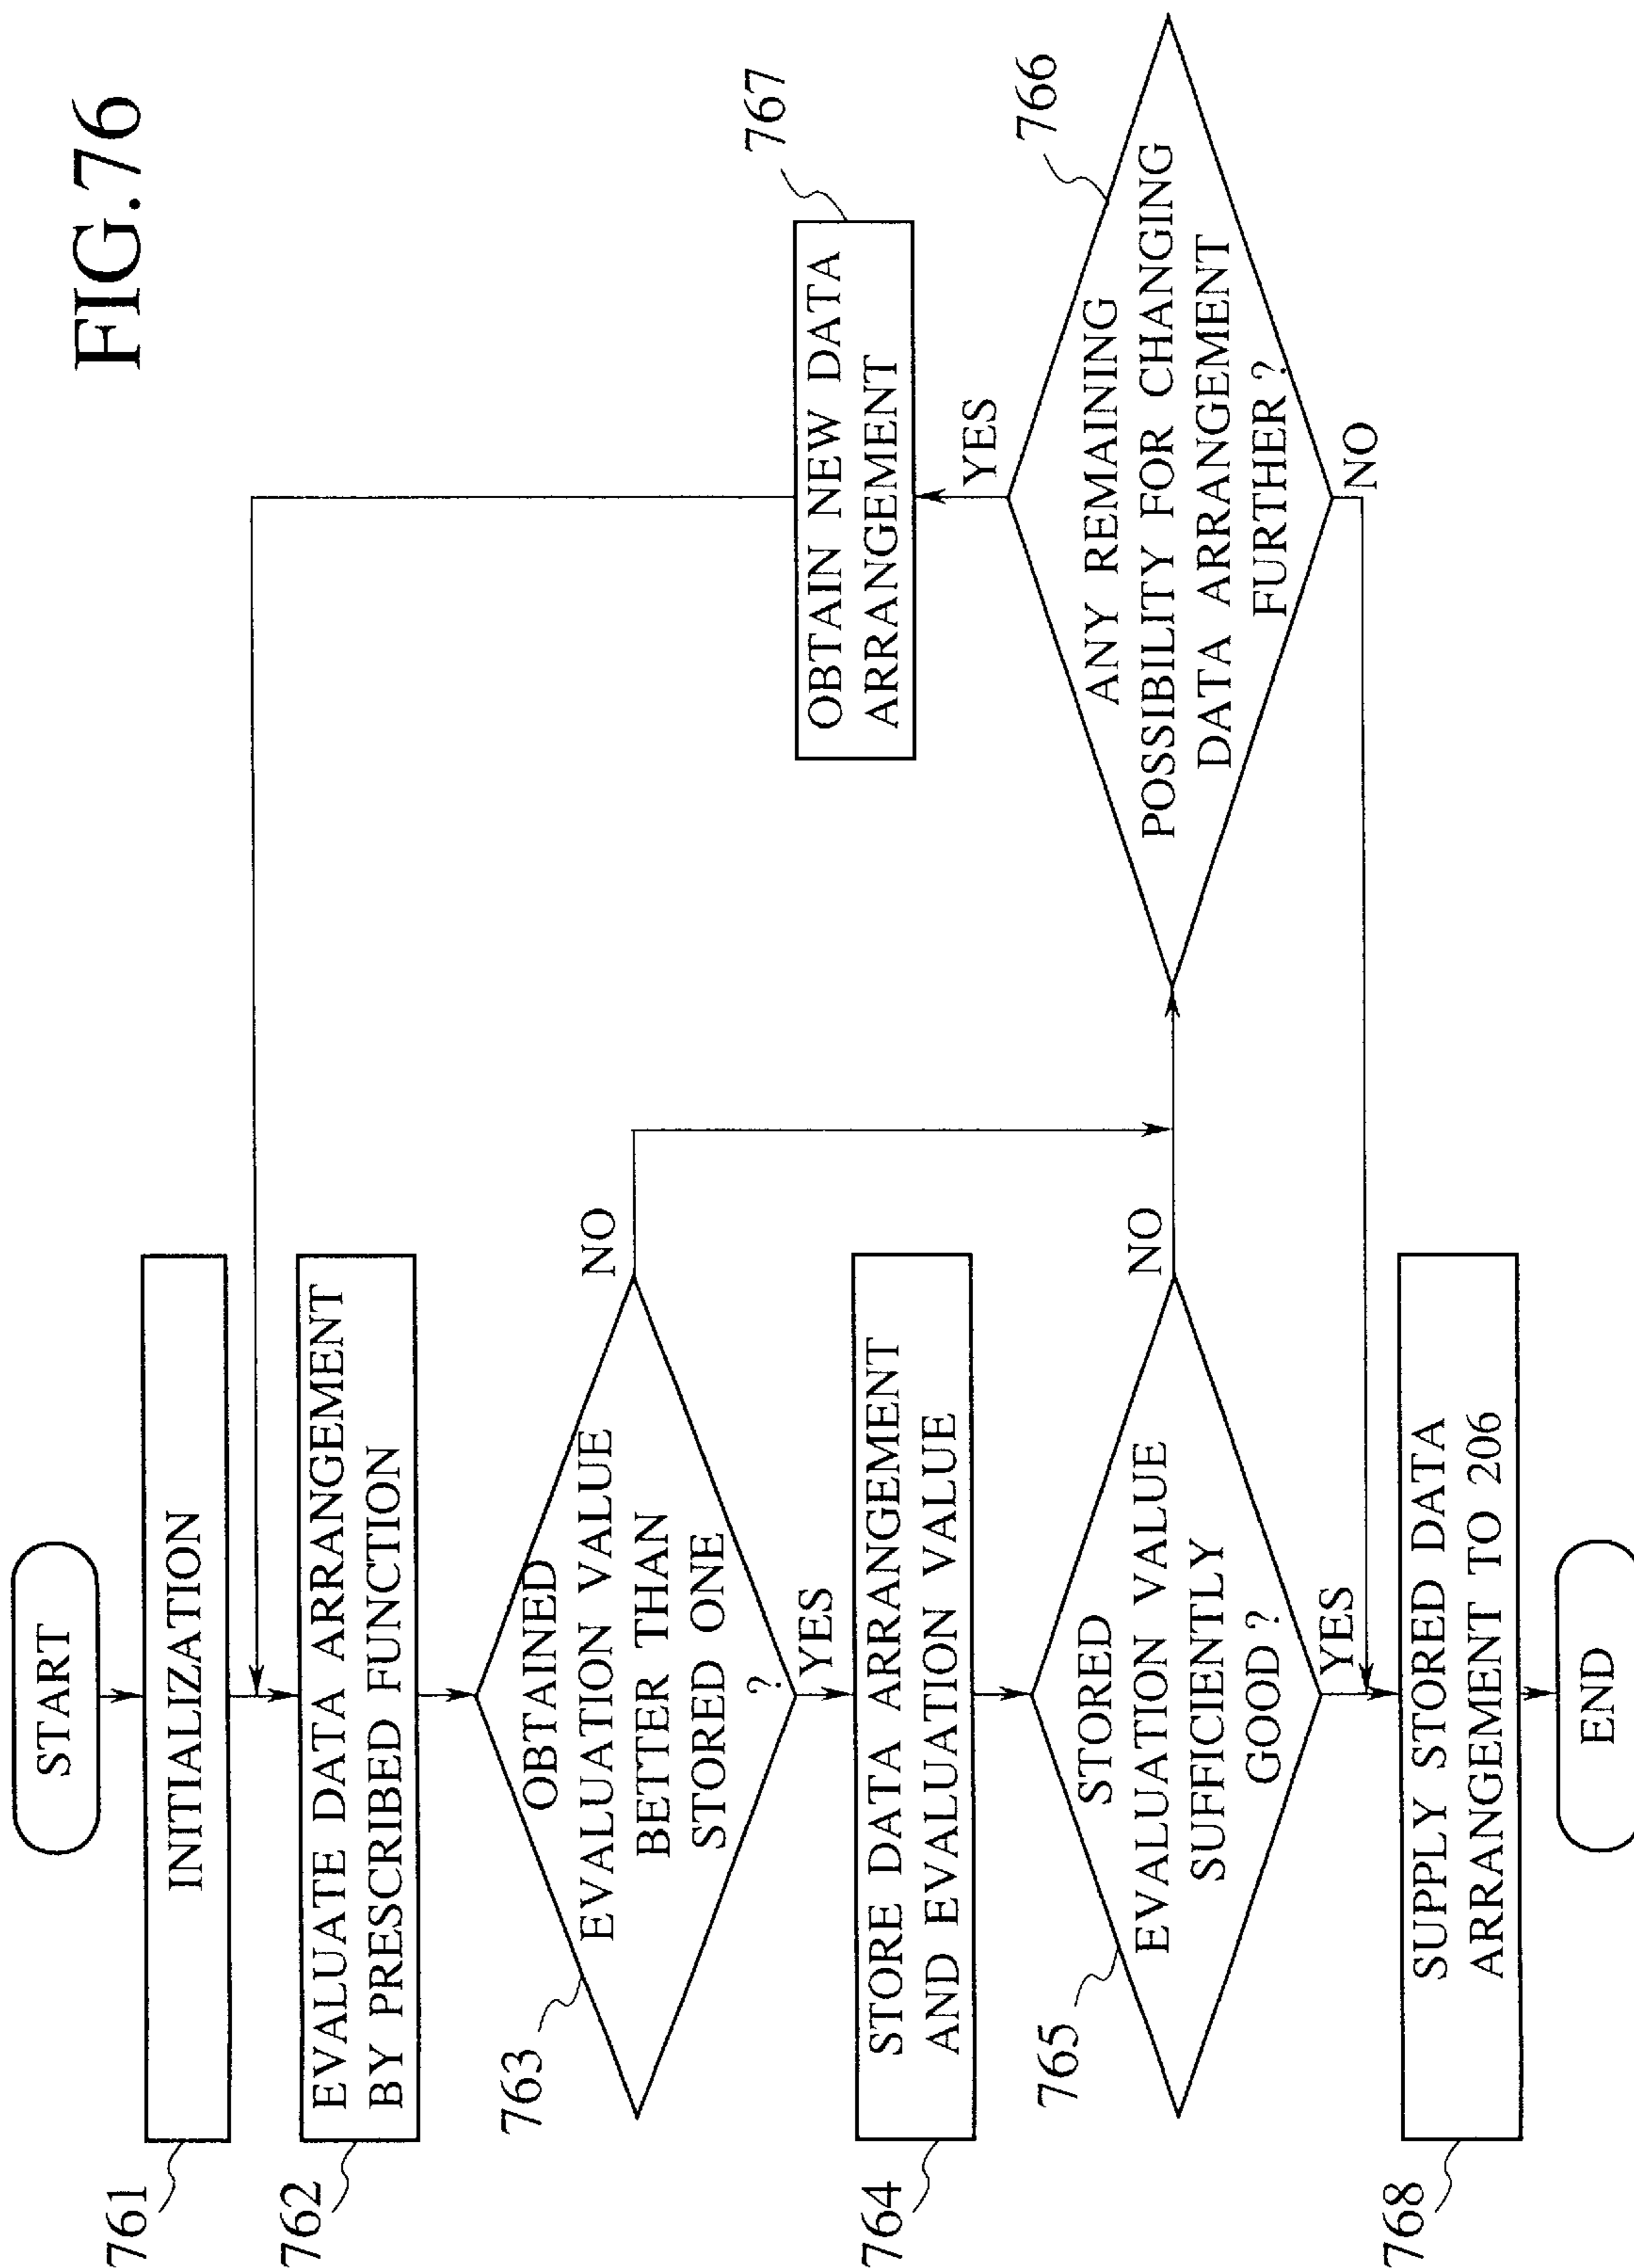 FIG.76
START
761
INITIALIZATION
762
EVALUATE DATA ARRANGEMENT
BY PRESCRIBED FUNCTION
763
OBTAINED
EVALUATION VALUE
BETTER THAN
STORED ONE
?
NO
YES
764
STORE DATA ARRANGEMENT
AND EVALUATION VALUE
765
STORED
EVALUATION VALUE
SUFFICIENTLY
GOOD ?
NO
YES
767
OBTAIN NEW DATA
ARRANGEMENT
YES
766
ANY REMAINING
POSSIBILITY FOR CHANGING
DATA ARRANGEMENT
FURTHER ?
NO
768
SUPPLY STORED DATA
ARRANGEMENT TO 206
END